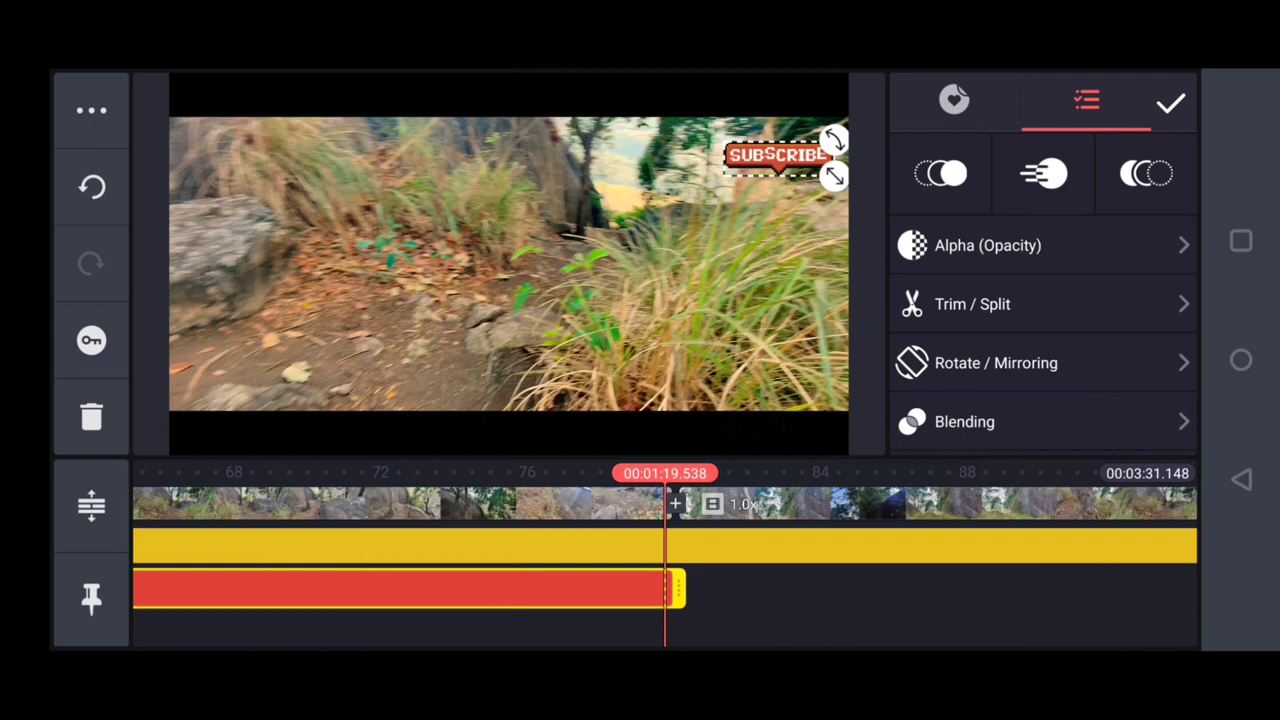 SUBSCRIBE
Alpha (Opacity)
Trim / Split
Rotate / Mirroring
Blending
68 72 76 00:01:19.538 84 88 00:03:31.148
1.0x